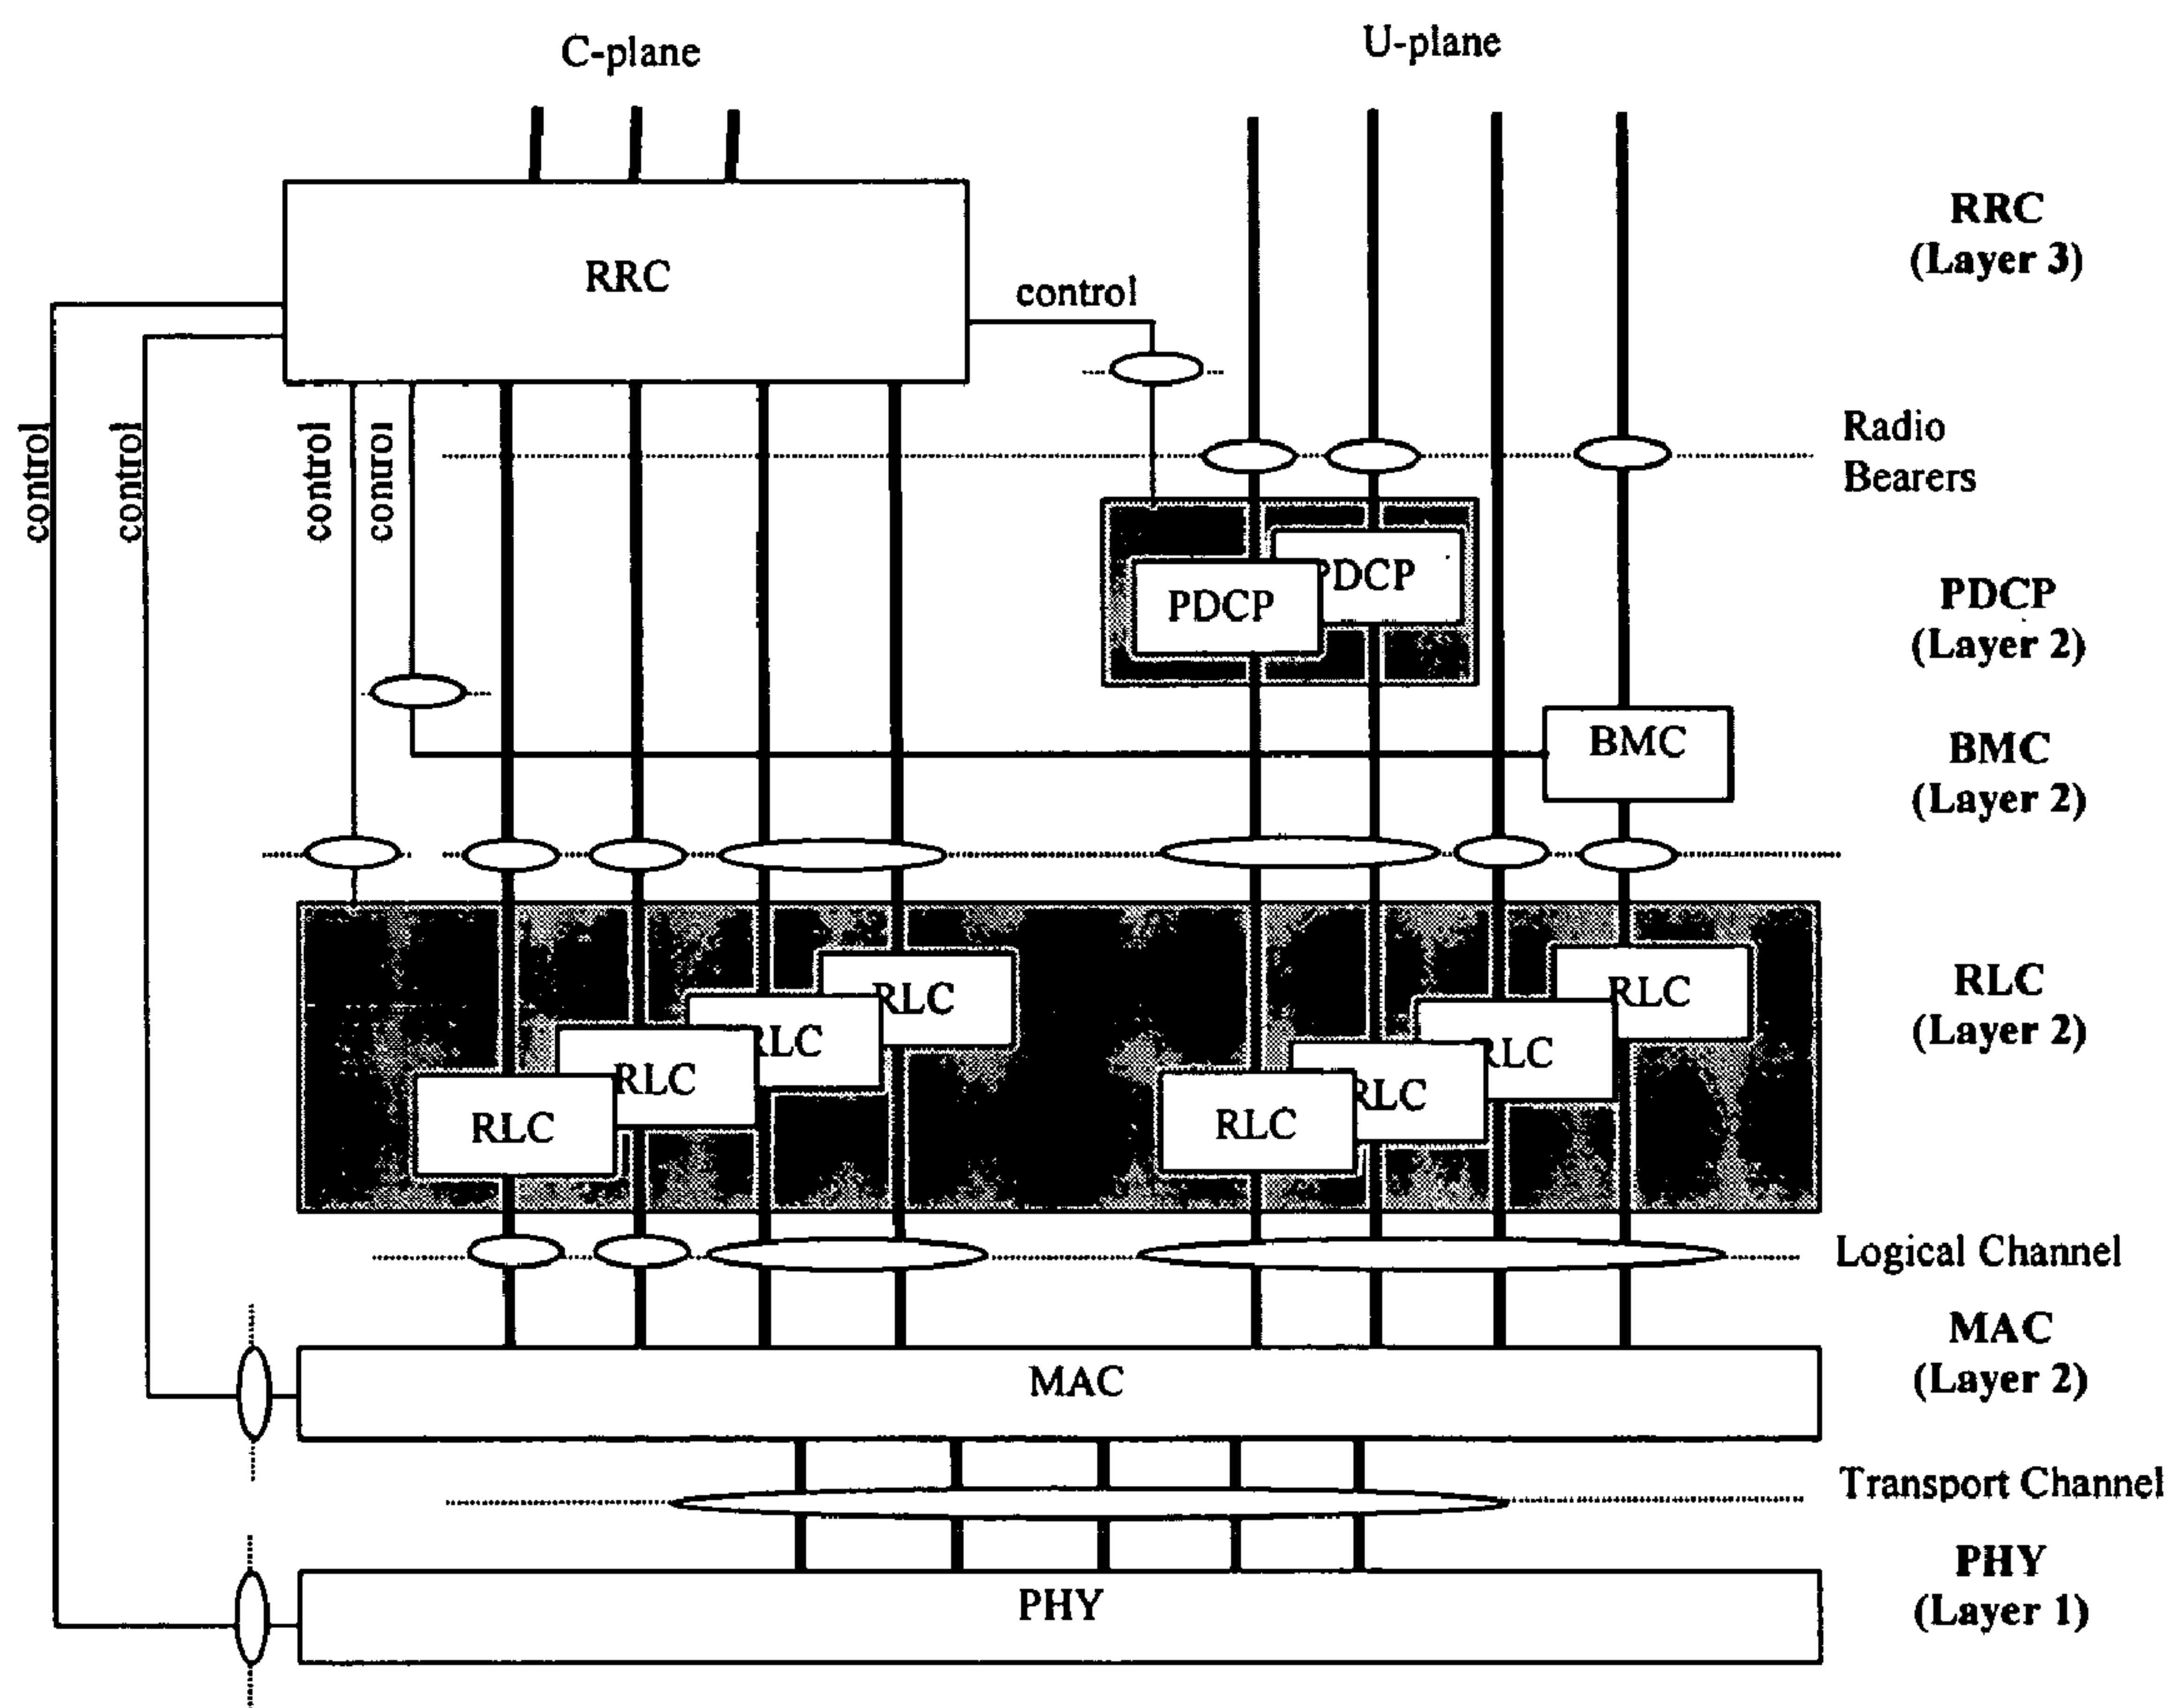 C-plane
U-plane
RRC
control
RRC
(Layer 3)
control
control
control
control
Radio
Bearers
PDCP
PDCP
PDCP
(Layer 2)
BMC
BMC
(Layer 2)
RLC
RLC
RLC
RLC
RLC
RLC
RLC
RLC
RLC
(Layer 2)
Logical Channel
MAC
MAC
(Layer 2)
Transport Channel
PHY
PHY
(Layer 1)